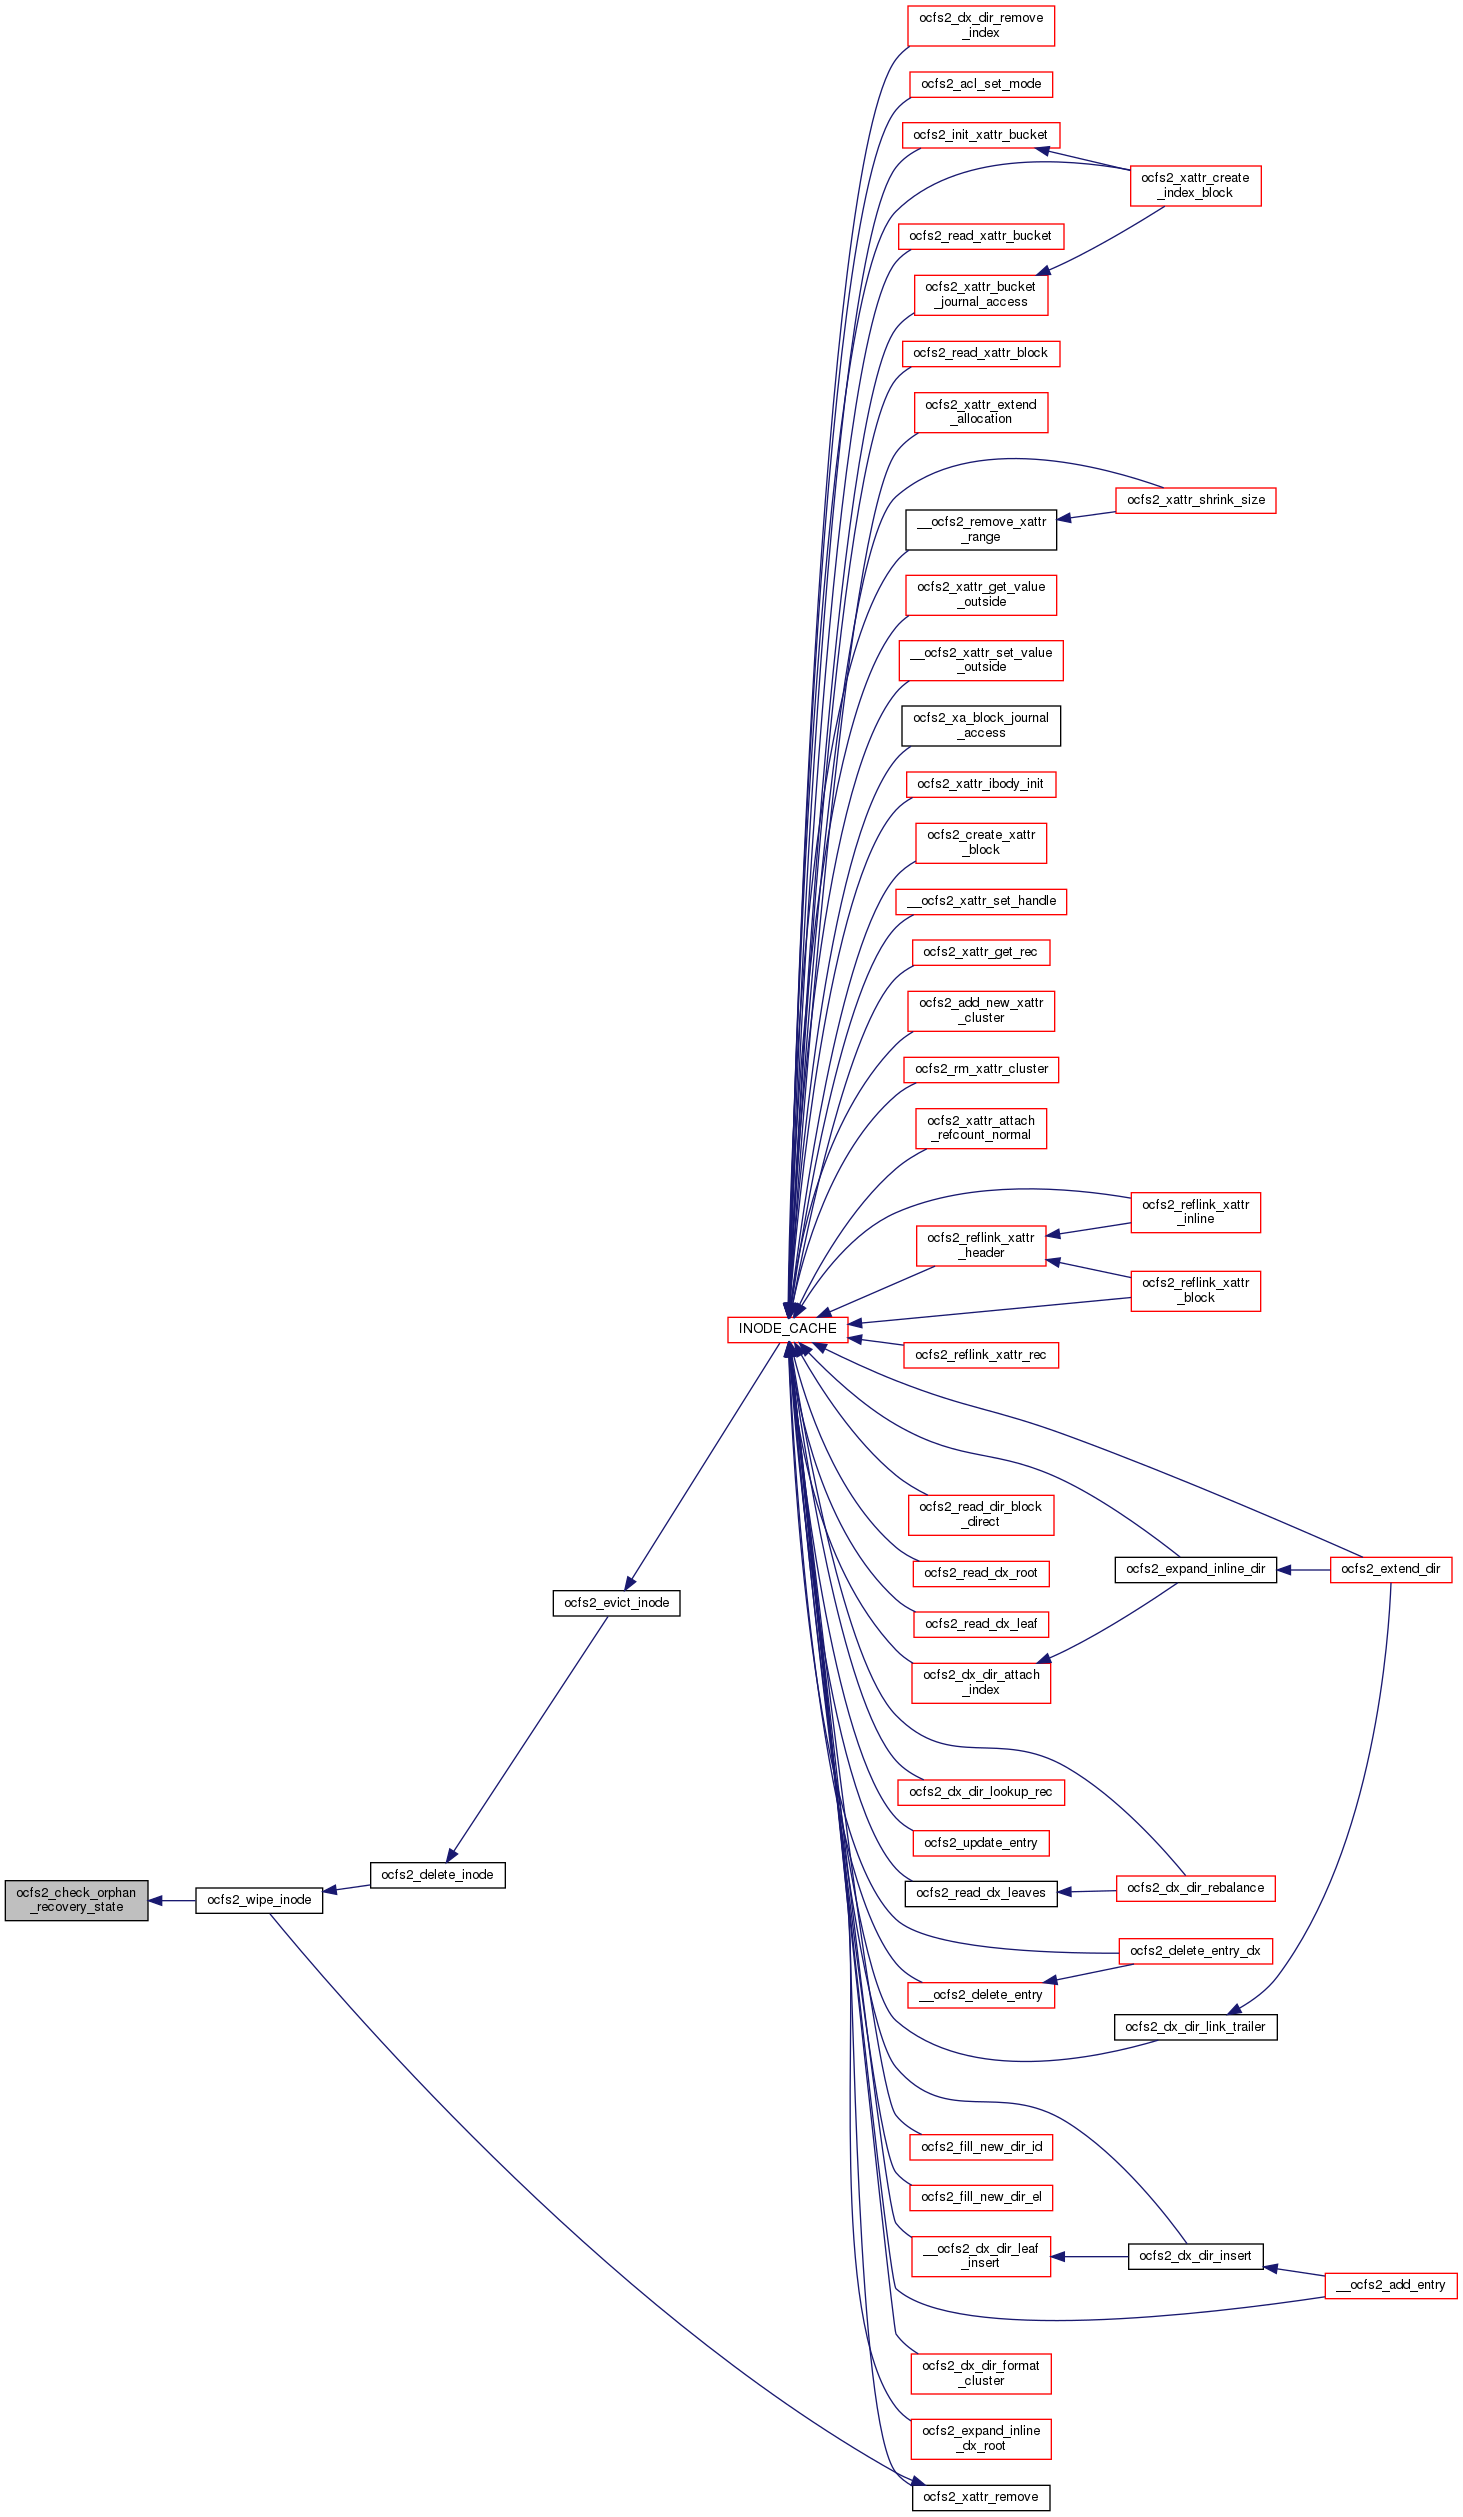 ocfs2_dx_dir_remove
_index
ocfs2_acl_set_mode
ocfs2_init_xattr_bucket
ocfs2_xattr_create
_index_block
ocfs2_read_xattr_bucket
ocfs2_xattr_bucket
_journal_access
ocfs2_read_xattr_block
ocfs2_xattr_extend
_allocation
ocfs2_xattr_shrink_size
__ocfs2_remove_xattr
_range
ocfs2_xattr_get_value
_outside
__ocfs2_xattr_set_value
_outside
ocfs2_xa_block_journal
_access
ocfs2_xattr_ibody_init
ocfs2_create_xattr
_block
__ocfs2_xattr_set_handle
ocfs2_xattr_get_rec
ocfs2_add_new_xattr
_cluster
ocfs2_rm_xattr_cluster
ocfs2_xattr_attach
_refcount_normal
ocfs2_reflink_xattr
_inline
ocfs2_reflink_xattr
_header
ocfs2_reflink_xattr
_block
INODE_CACHE
ocfs2_reflink_xattr_rec
ocfs2_read_dir_block
_direct
ocfs2_read_dx_root
ocfs2_expand_inline_dir
ocfs2_extend_dir
ocfs2_evict_inode
ocfs2_read_dx_leaf
ocfs2_dx_dir_attach
_index
ocfs2_dx_dir_lookup_rec
ocfs2_update_entry
ocfs2_delete_inode
ocfs2_check_orphan
_recovery_state
ocfs2_wipe_inode
ocfs2_read_dx_leaves
ocfs2_dx_dir_rebalance
ocfs2_delete_entry_dx
__ocfs2_delete_entry
ocfs2_dx_dir_link_trailer
ocfs2_fill_new_dir_id
ocfs2_fill_new_dir_el
__ocfs2_dx_dir_leaf
_insert
ocfs2_dx_dir_insert
__ocfs2_add_entry
ocfs2_dx_dir_format
_cluster
ocfs2_expand_inline
_dx_root
ocfs2_xattr_remove